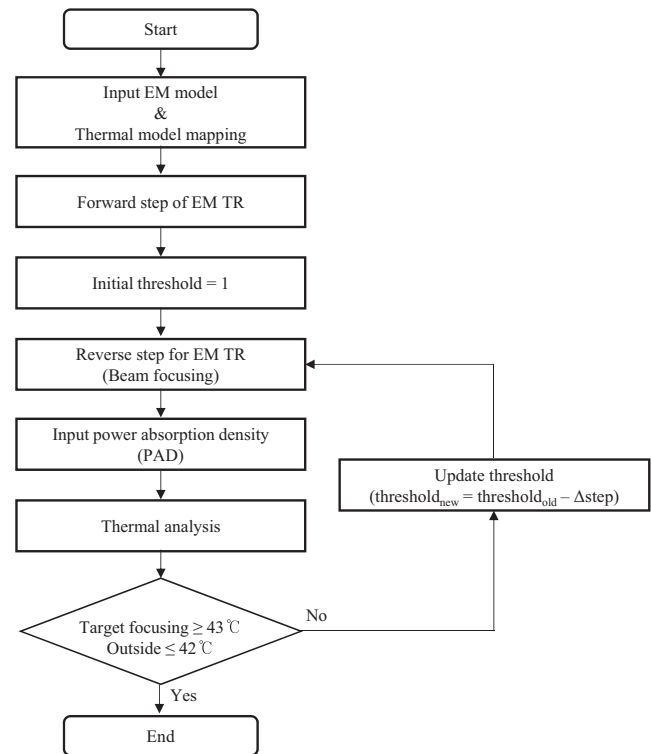 Start
Input EM model
&
Thermal model mapping
Forward step of EM TR
Initial threshold = 1
Reverse step for EM TR
(Beam focusing)
Input power absorption density
(PAD)
Update threshold
(threshold_new = threshold_old – Δstep)
Thermal analysis
Target focusing ≥ 43℃
Outside ≤ 42℃
No
Yes
End